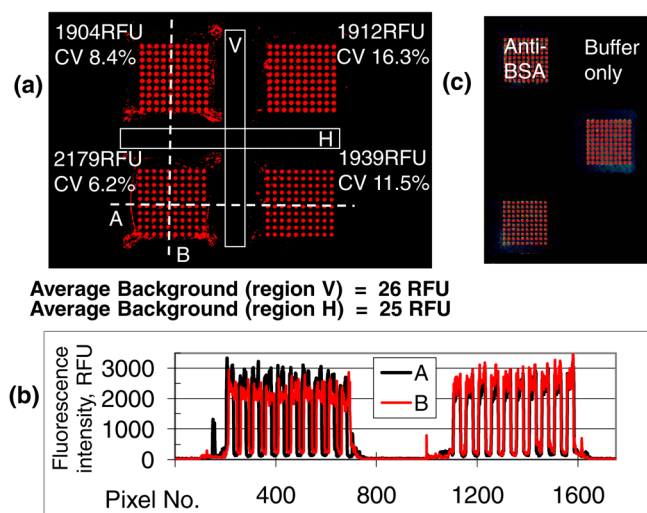 (a)
1904RFU
CV 8.4%
V
1912RFU
CV 16.3%
H
2179RFU
CV 6.2%
1939RFU
CV 11.5%
A
B
(c)
Anti-
BSA
Buffer
only
Average Background (region V) = 26 RFU
Average Background (region H) = 25 RFU
(b)
Fluorescence
intensity, RFU
3000
2000
1000
0
A
B
Pixel No.
400
800
1200
1600